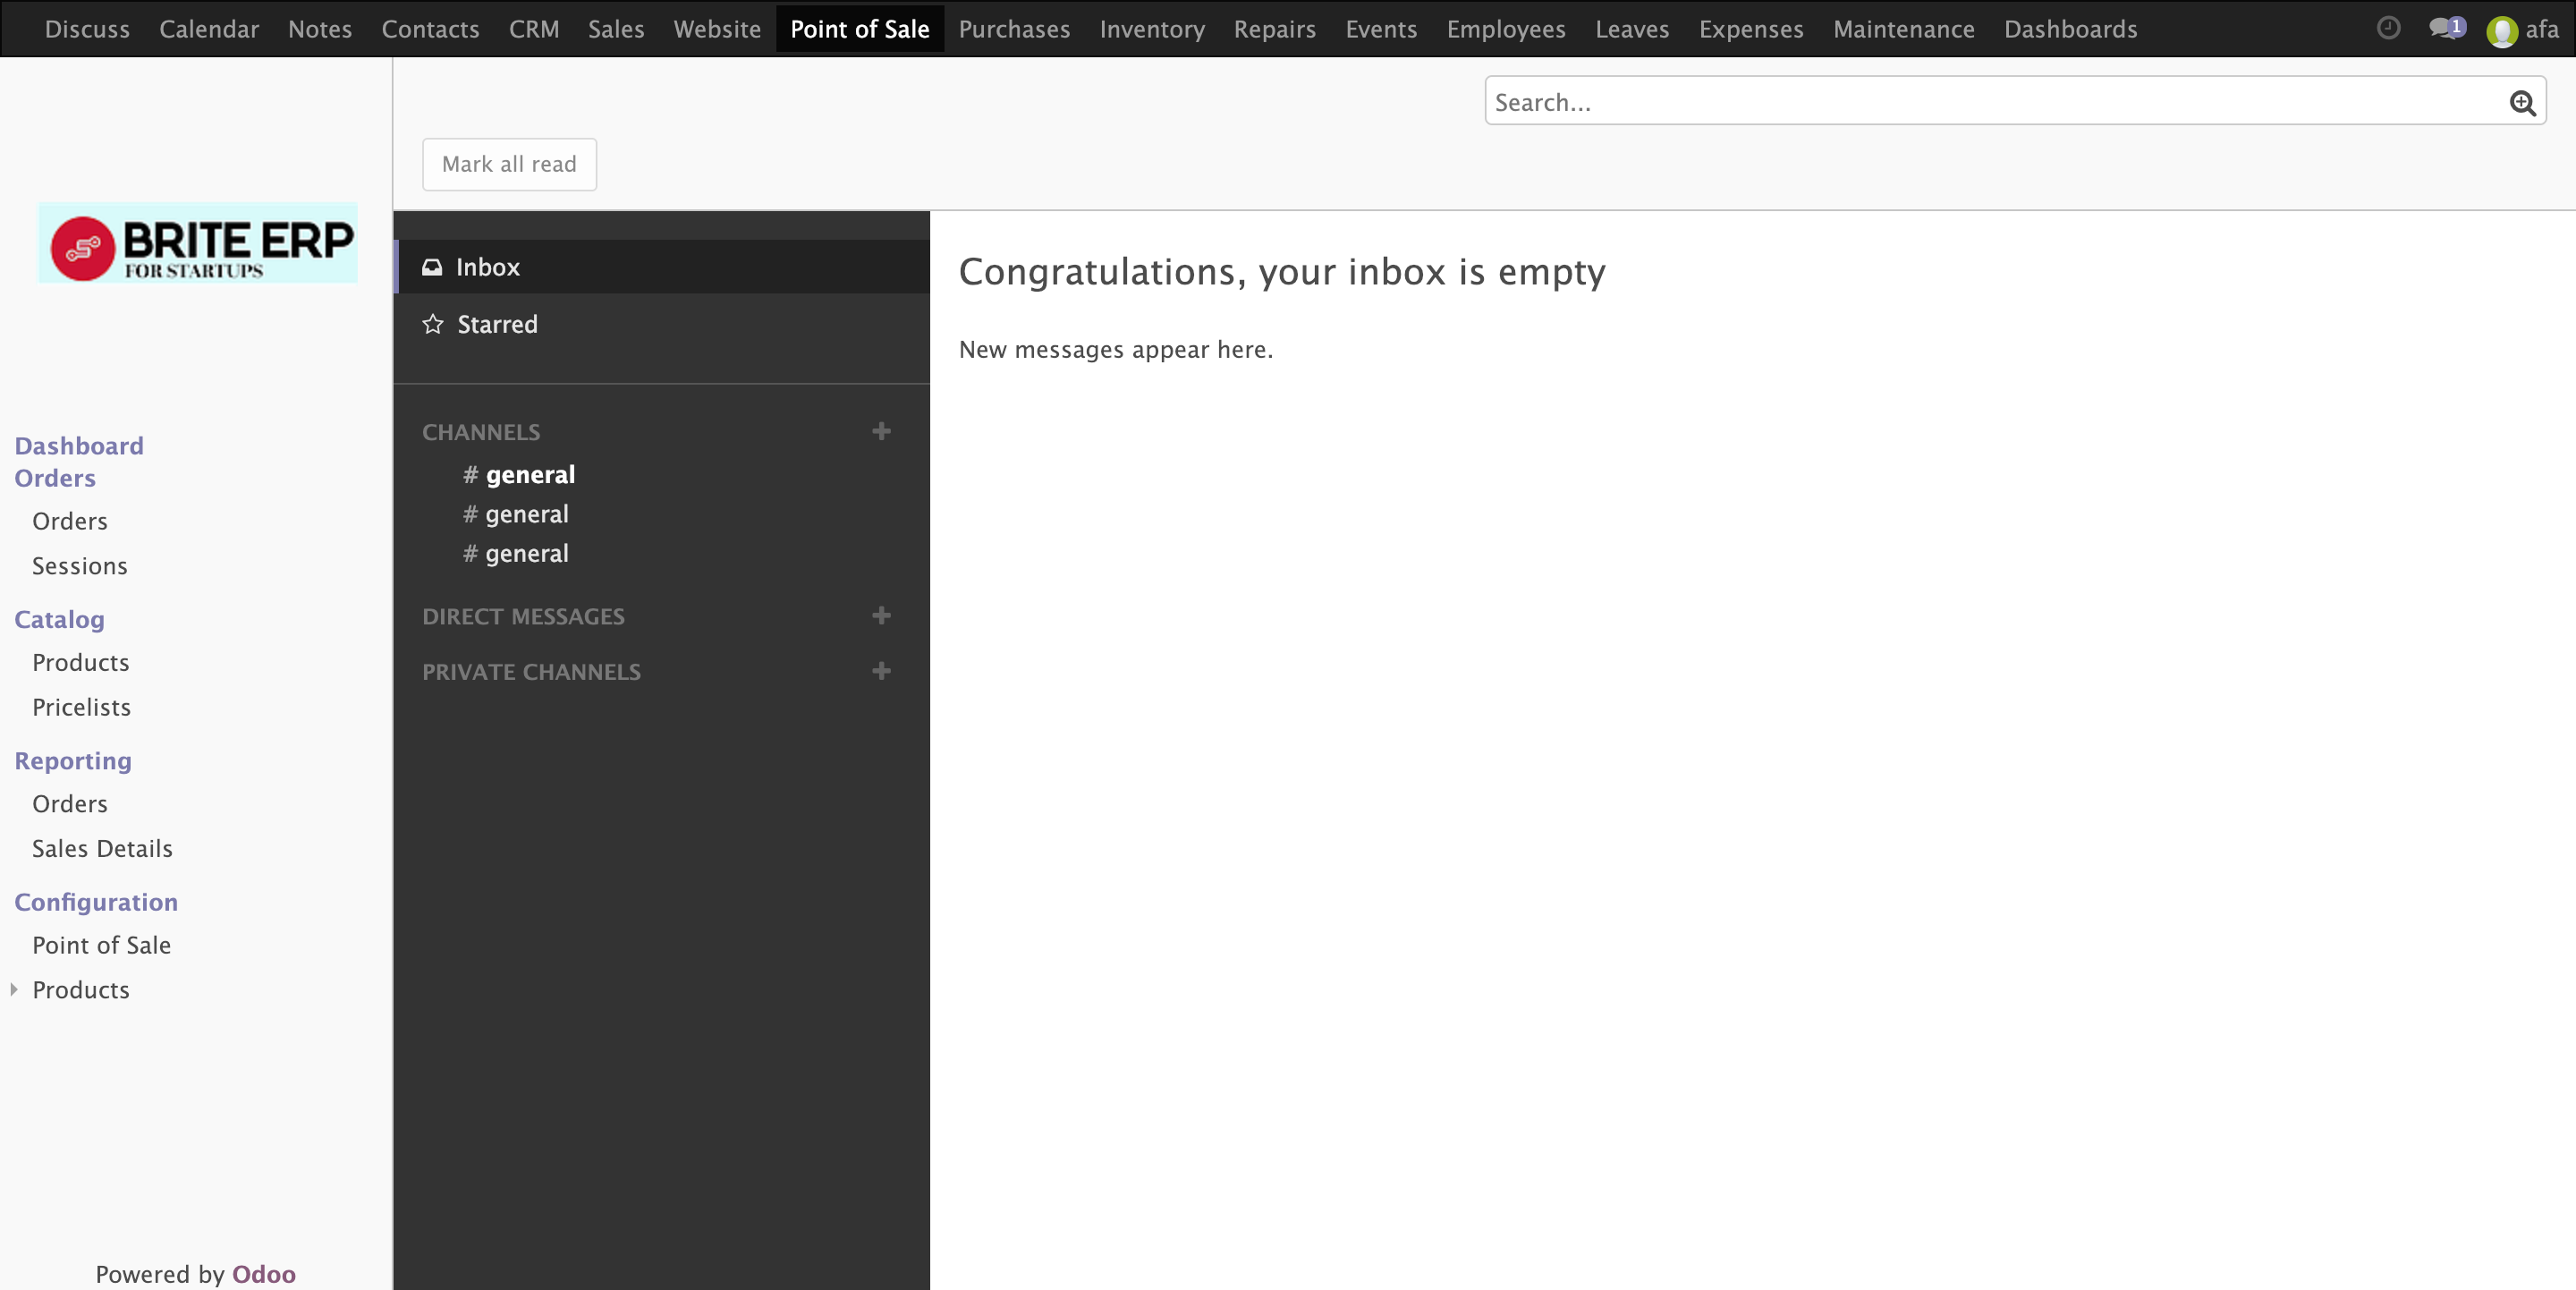 Discuss Calendar Notes Contacts CRM Sales Website Point of Sale Purchases Inventory Repairs Events Employees Leaves Expenses Maintenance Dashboards 1 afa
Search...
Mark all read
BRITE ERP
FOR STARTUPS
Dashboard
Orders
Orders
Sessions
Catalog
Products
Pricelists
Reporting
Orders
Sales Details
Configuration
Point of Sale
Products
Powered by Odoo
Inbox
Starred
CHANNELS
# general
# general
# general
DIRECT MESSAGES
PRIVATE CHANNELS
Congratulations, your inbox is empty
New messages appear here.